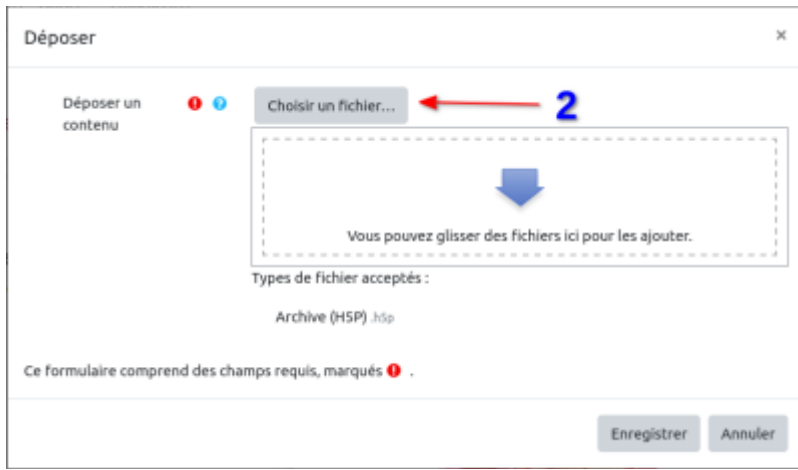 Déposer
×
Déposer un
contenu
Choisir un fichier...
2
Vous pouvez glisser des fichiers ici pour les ajouter.
Types de fichier acceptés :
Archive (H5P) .h5p
Ce formulaire comprend des champs requis, marqués ! .
Enregistrer
Annuler